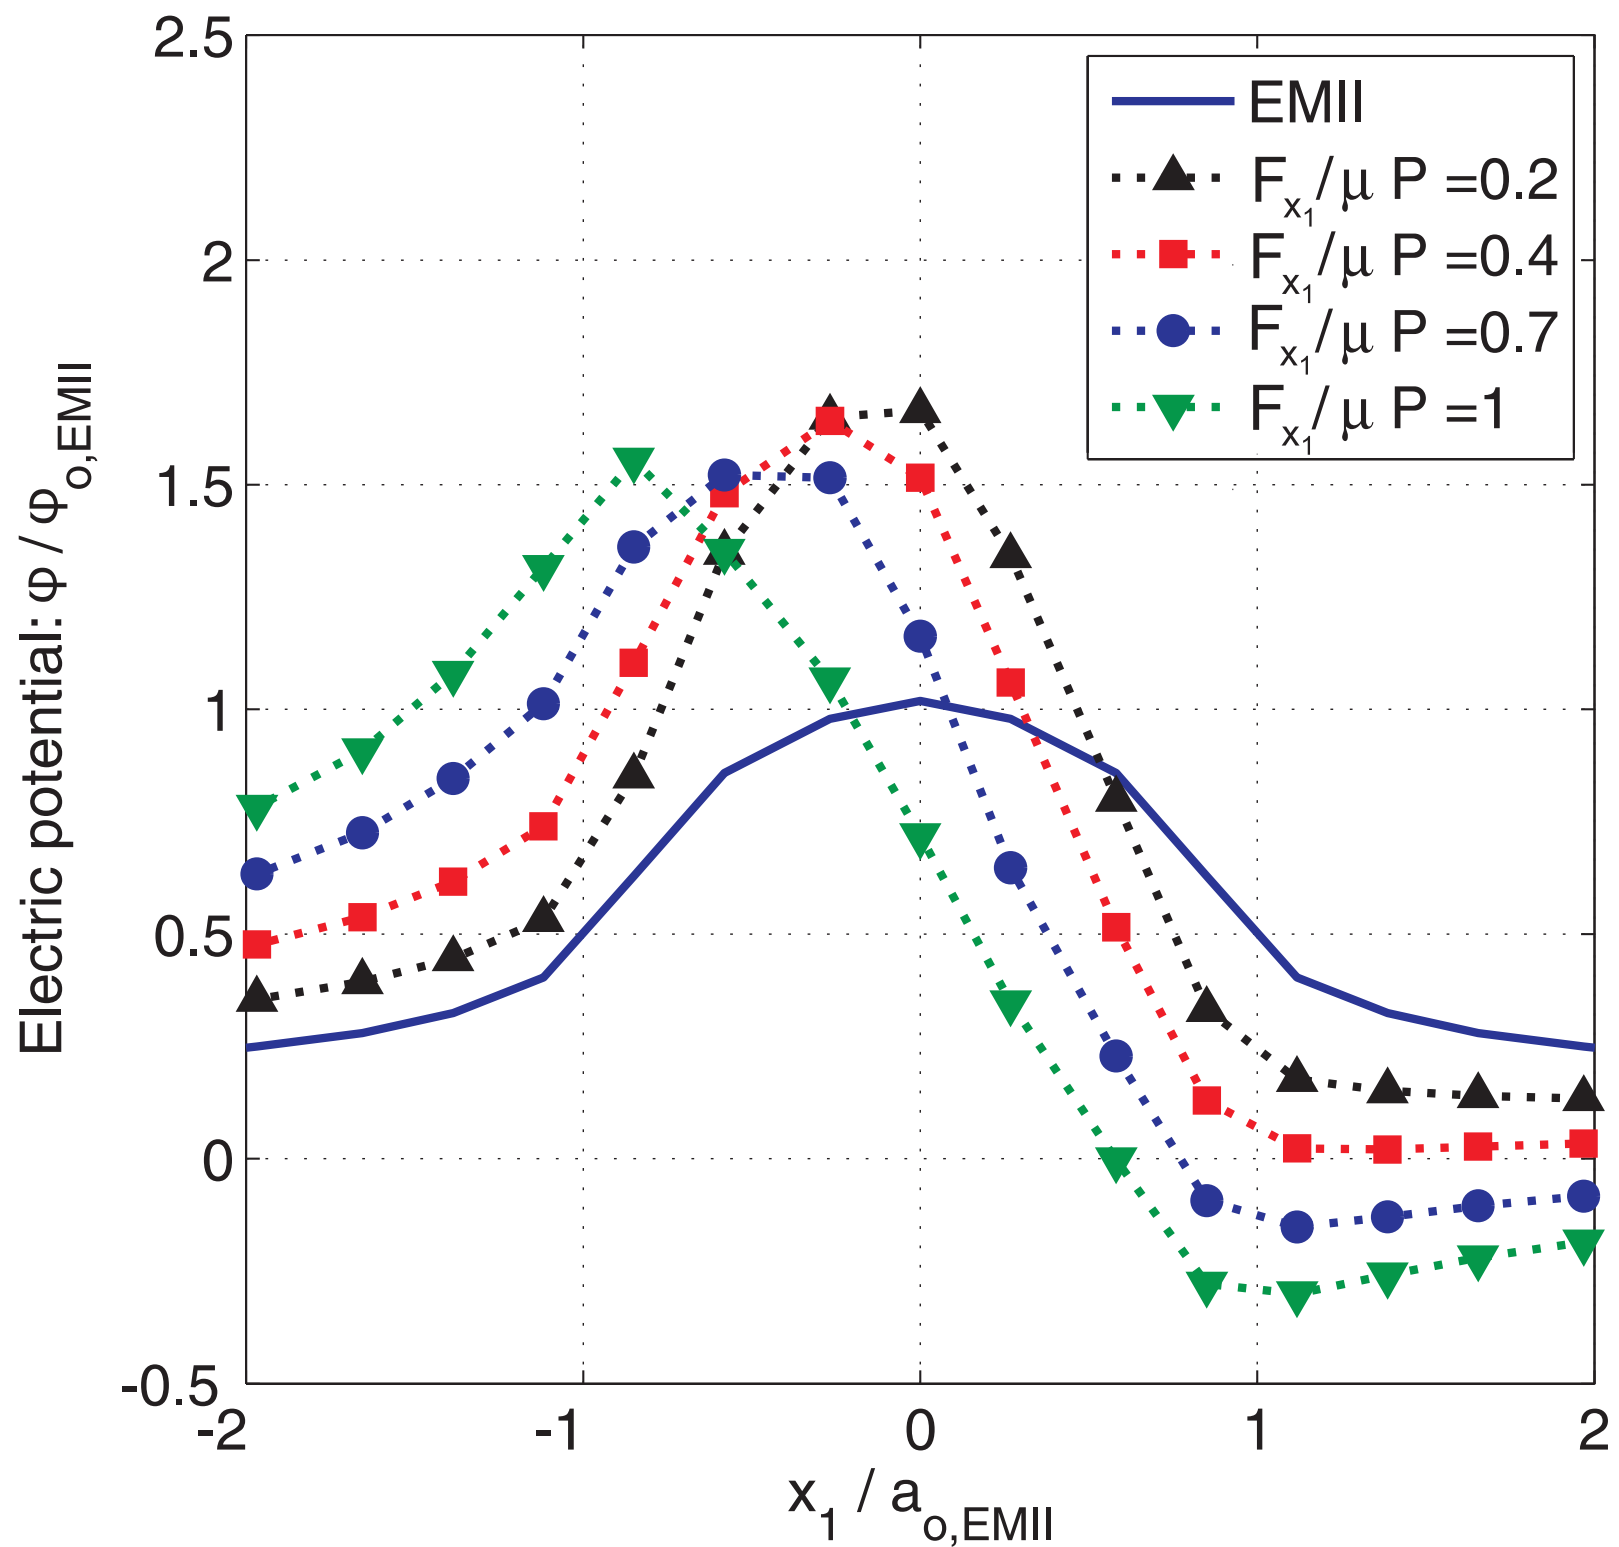 2.5
2
1.5
1
0.5
0
-0.5
-2
-1
0
1
2
Electric potential: φ / φo,EMII
x1 / ao,EMII
EMII
Fx1/μ P =0.2
Fx1/μ P =0.4
Fx1/μ P =0.7
Fx1/μ P =1